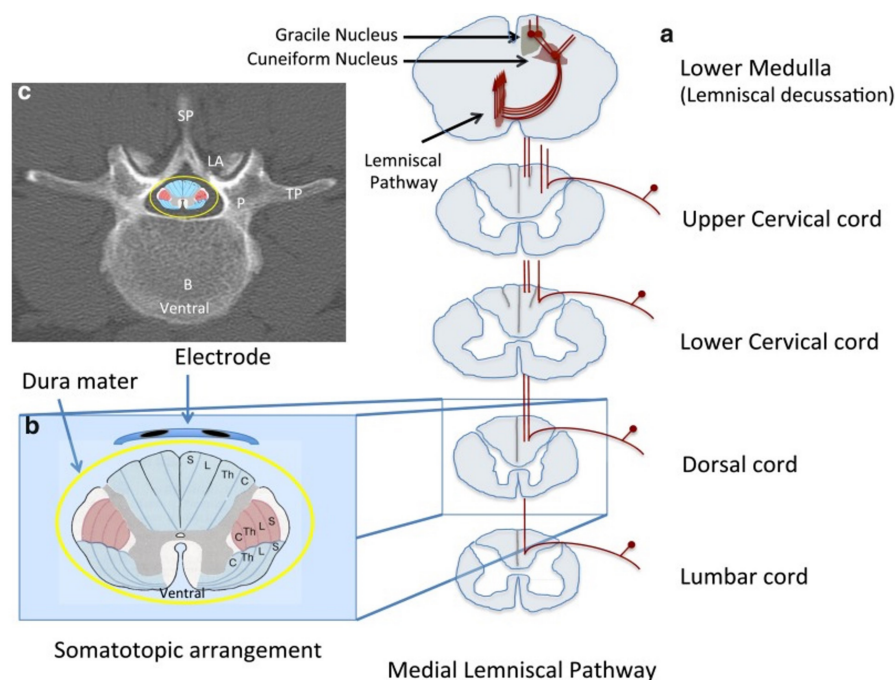 Gracile Nucleus
Cuneiform Nucleus
a
Lower Medulla
(Lemniscal decussation)
Lemniscal
Pathway
c
SP
LA
P
TP
B
Ventral
Upper Cervical cord
Lower Cervical cord
Electrode
Dura mater
b
S L Th C
C Th L S
C Th L S
Ventral
Dorsal cord
Lumbar cord
Somatotopic arrangement
Medial Lemniscal Pathway